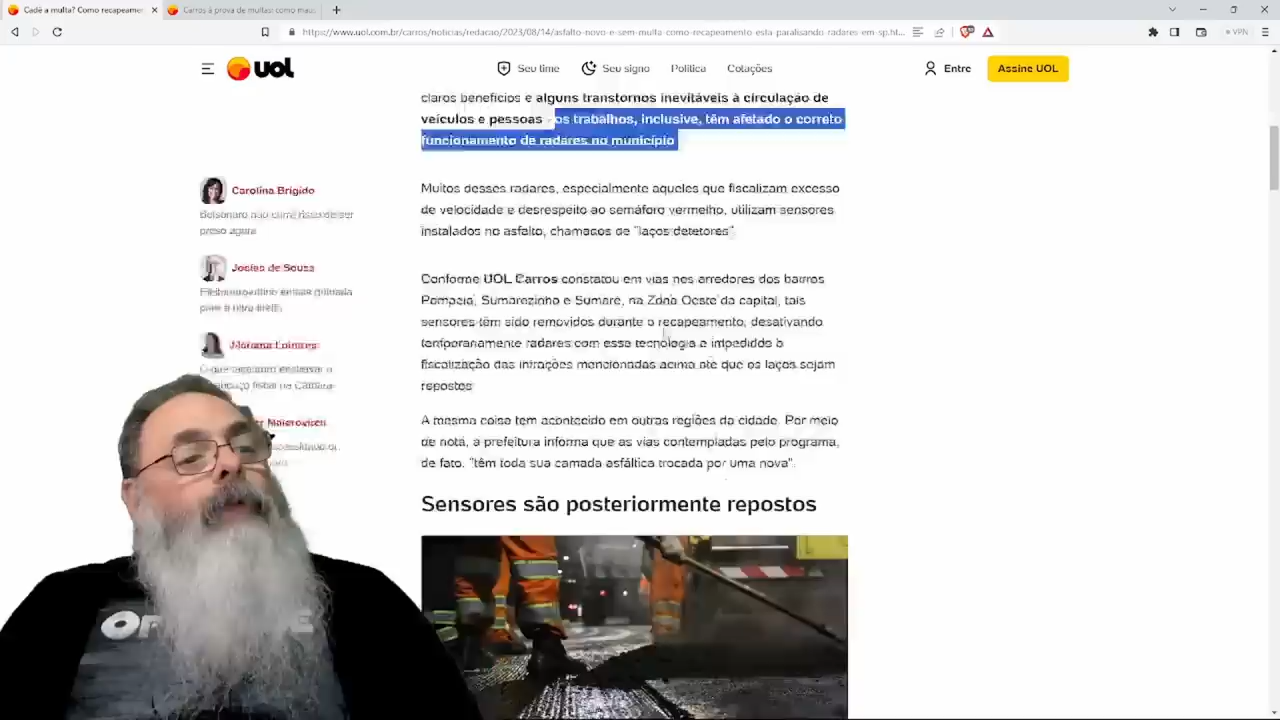 Cadê a multa? Como recapeamen
Carros à prova de multas: como mau
https://www.uol.com.br/carros/noticias/redacao/2023/08/14/asfalto-novo-e-sem-multa-como-recapeamento-esta-paralisando-radares-em-sp.ht...
VPN
UOL
Seu time
Seu signo
Política
Cotações
Entre
Assine UOL
claros benefícios e alguns transtornos inevitáveis à circulação de
veículos e pessoas - os trabalhos, inclusive, têm afetado o correto
funcionamento de radares no município
Muitos desses radares, especialmente aqueles que fiscalizam excesso
de velocidade e desrespeito ao semáforo vermelho, utilizam sensores
instalados no asfalto, chamados de "laços detetores".
Conforme UOL Carros constatou em vias nos arredores dos bairros
Pompeia, Sumarezinho e Sumaré, na Zona Oeste da capital, tais
sensores têm sido removidos durante o recapeamento, desativando
temporariamente radares com esse tecnologia e impedindo a
fiscalização das infrações mencionadas acima até que os laços sejam
repostos
A mesma coisa tem acontecido em outras regiões da cidade. Por meio
de nota, a prefeitura informa que as vias contempladas pelo programa,
de fato, "têm toda sua camada asfáltica trocada por uma nova".
Sensores são posteriormente repostos
Carolina Brígido
Bolsonaro não corre risco de ser
preso agora
Josias de Souza